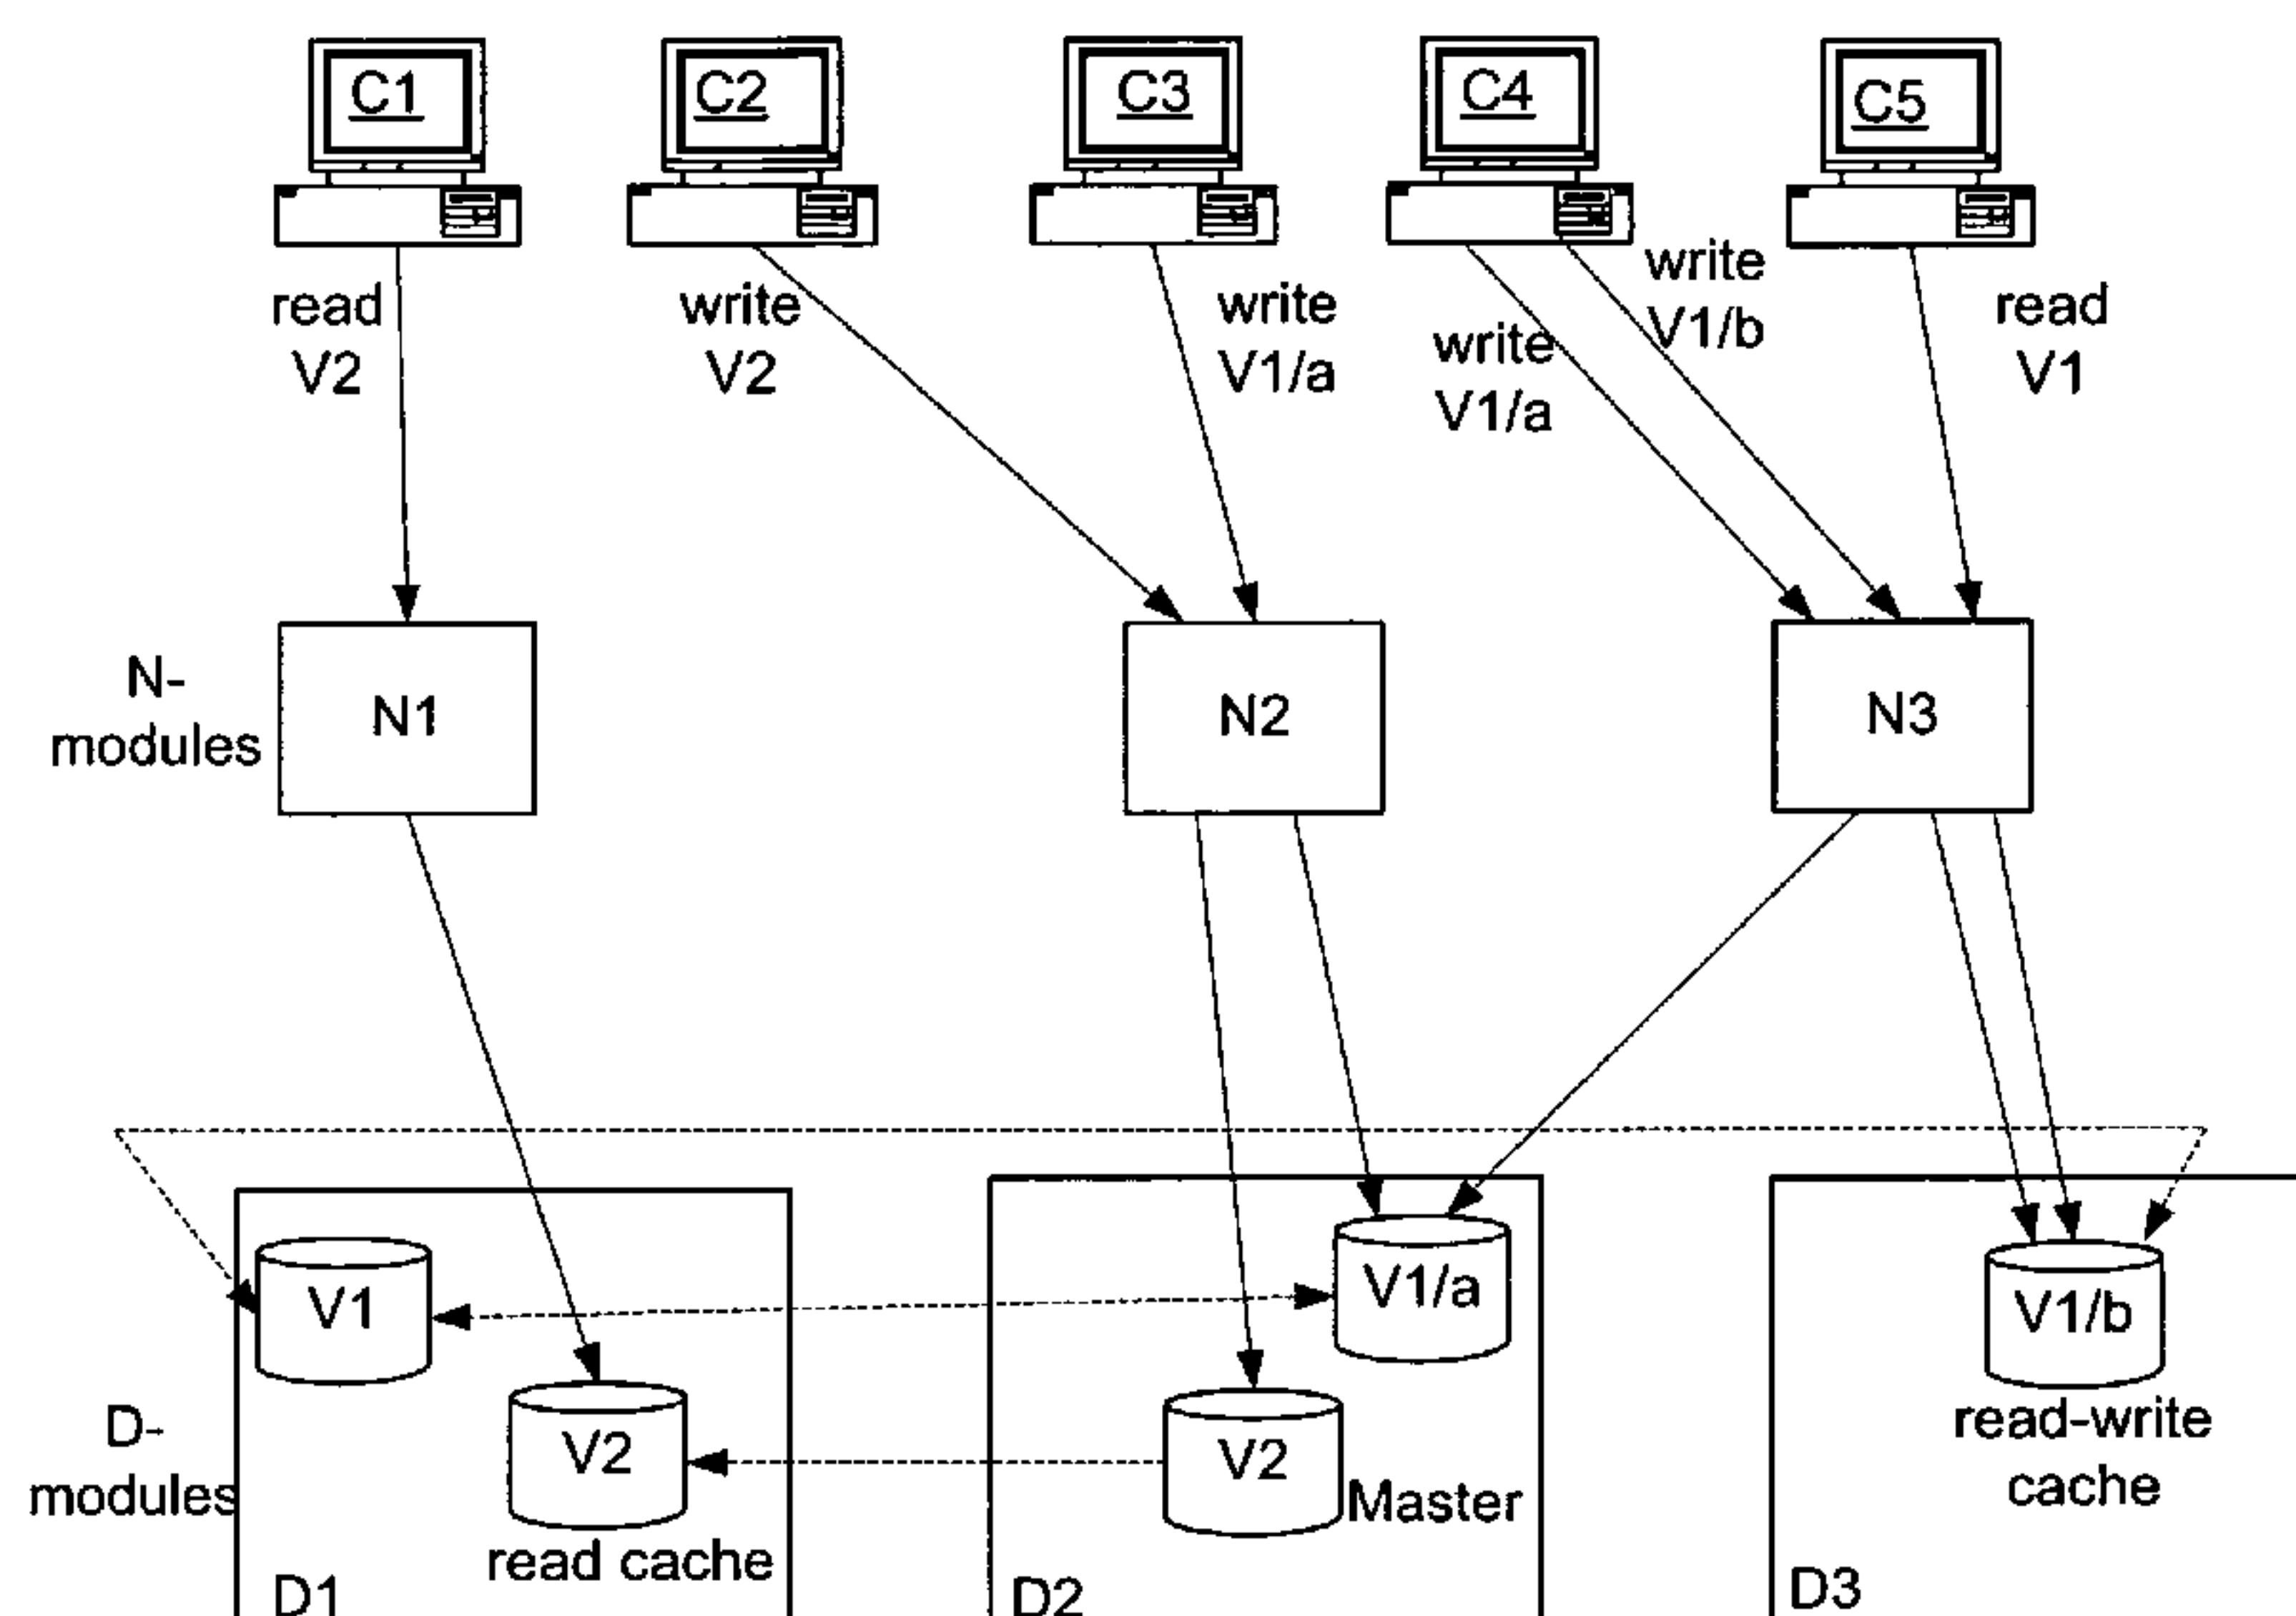 C1
C2
C3
C4
C5
read
V2
write
V2
write
V1/a
write
V1/a
write
V1/b
read
V1
N-
modules
N1
N2
N3
V1
V2
read cache
D1
V1/a
V2
Master
D2
V1/b
read-write
cache
D3
D-
modules